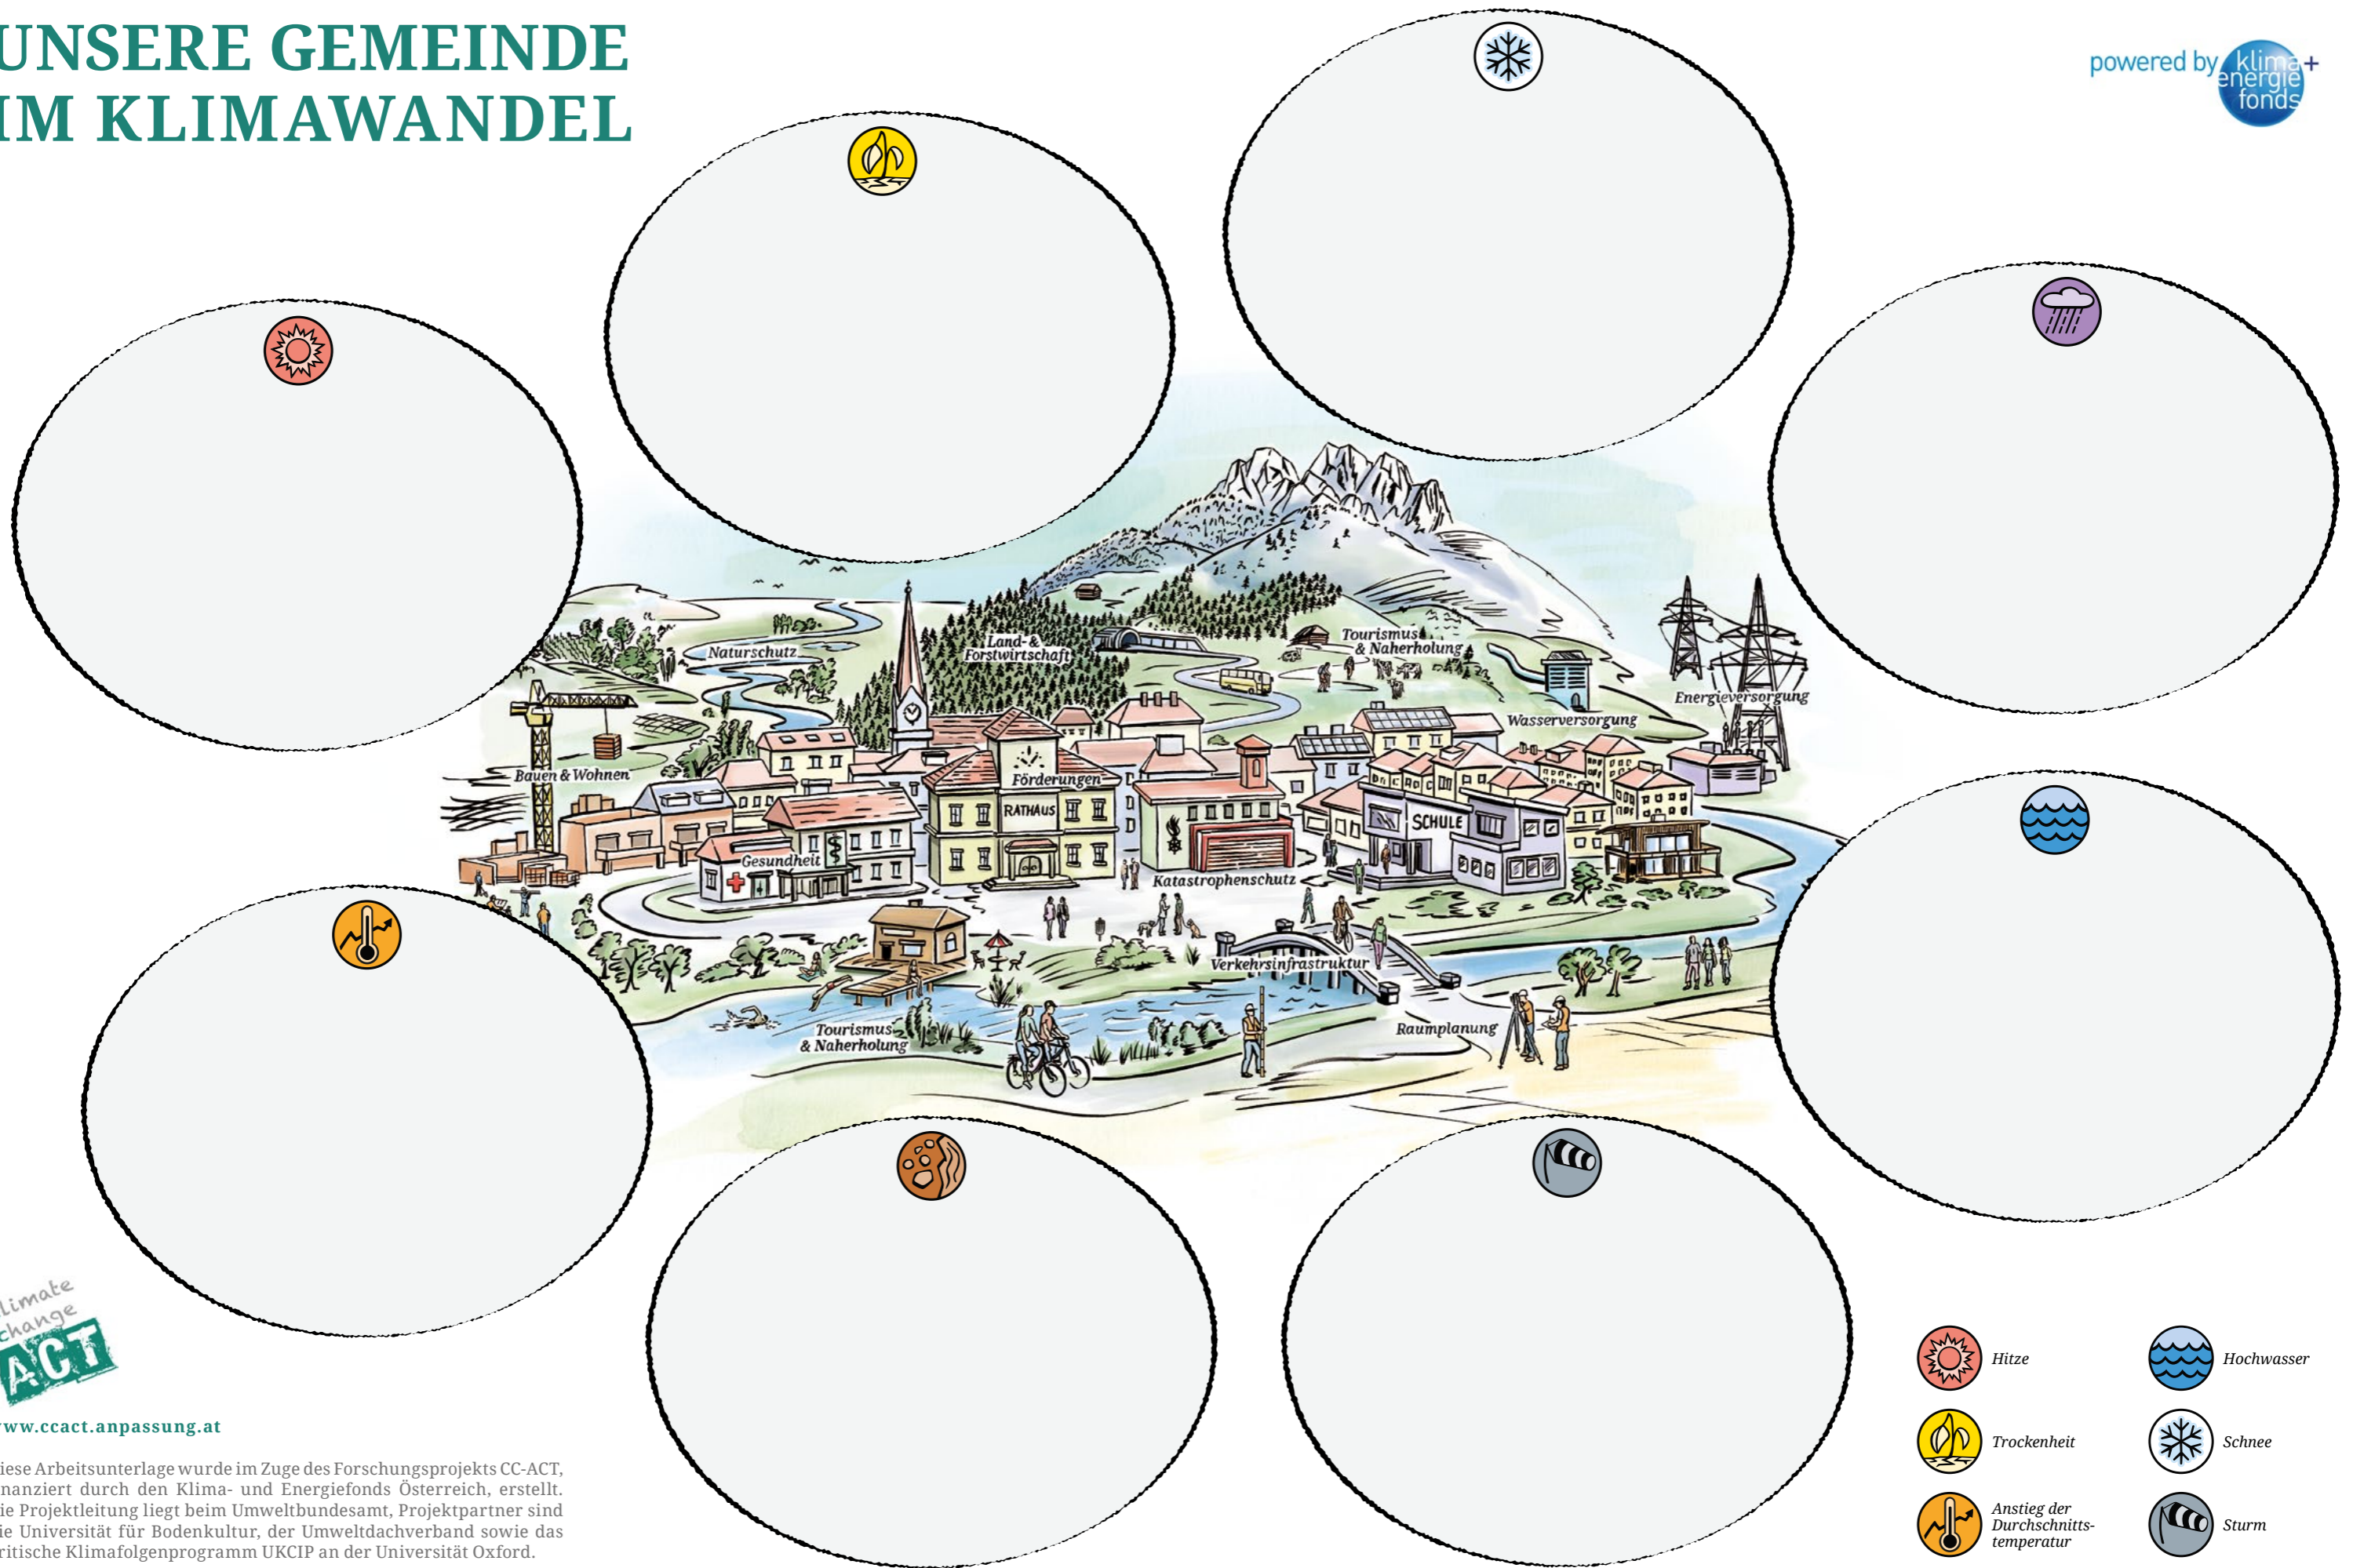 UNSERE GEMEINDE
IM KLIMAWANDEL
powered by
klima+
energie
fonds
Naturschutz
Land- &
Forstwirtschaft
Tourismus
& Naherholung
Energieversorgung
Wasserversorgung
Bauen & Wohnen
Förderungen
RATHAUS
SCHULE
Gesundheit
Katastrophenschutz
Verkehrsinfrastruktur
Tourismus
& Naherholung
Raumplanung
limate
change
ACT
www.ccact.anpassung.at
iese Arbeitsunterlage wurde im Zuge des Forschungsprojekts CC-ACT,
nanziert durch den Klima- und Energiefonds Österreich, erstellt.
ie Projektleitung liegt beim Umweltbundesamt, Projektpartner sind
ie Universität für Bodenkultur, der Umweltdachverband sowie das
ritische Klimafolgenprogramm UKCIP an der Universität Oxford.
Hitze
Hochwasser
Trockenheit
Schnee
Anstieg der
Durchschnitts-
temperatur
Sturm